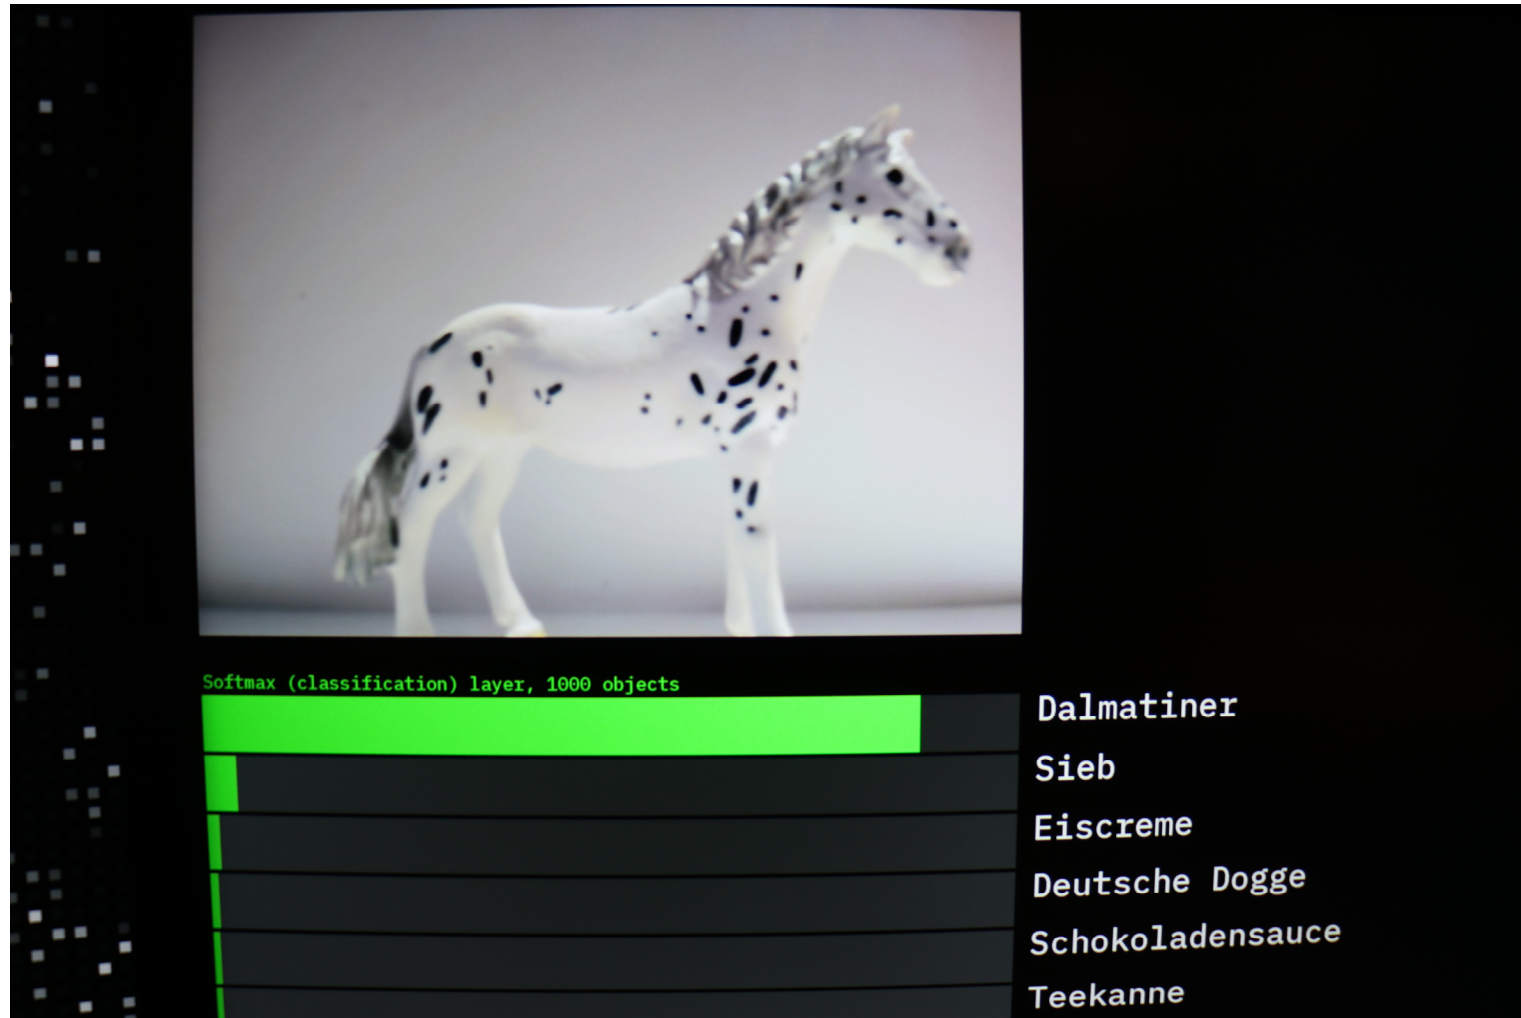 Softmax (classification) layer, 1000 objects
Dalmatiner
Sieb
Eiscreme
Deutsche Dogge
Schokoladensauce
Teekanne